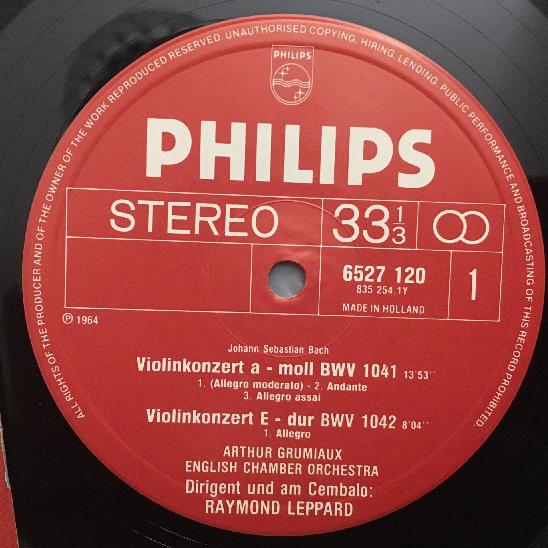 ALL RIGHTS OF THE PRODUCER AND OF THE OWNER OF THE WORK REPRODUCED RESERVED. UNAUTHORISED COPYING, HIRING, LENDING, PUBLIC PERFORMANCE AND BROADCASTING OF THIS RECORD PROHIBITED.
PHILIPS
PHILIPS
STEREO 33 1/3
6527 120
835 254.1Y
1
MADE IN HOLLAND
℗ 1964
Johann Sebastian Bach
Violinkonzert a - moll BWV 1041 13'53''
1. (Allegro moderato) - 2. Andante
3. Allegro assai
Violinkonzert E - dur BWV 1042 8'04''
1. Allegro
ARTHUR GRUMIAUX
ENGLISH CHAMBER ORCHESTRA
Dirigent und am Cembalo:
RAYMOND LEPPARD